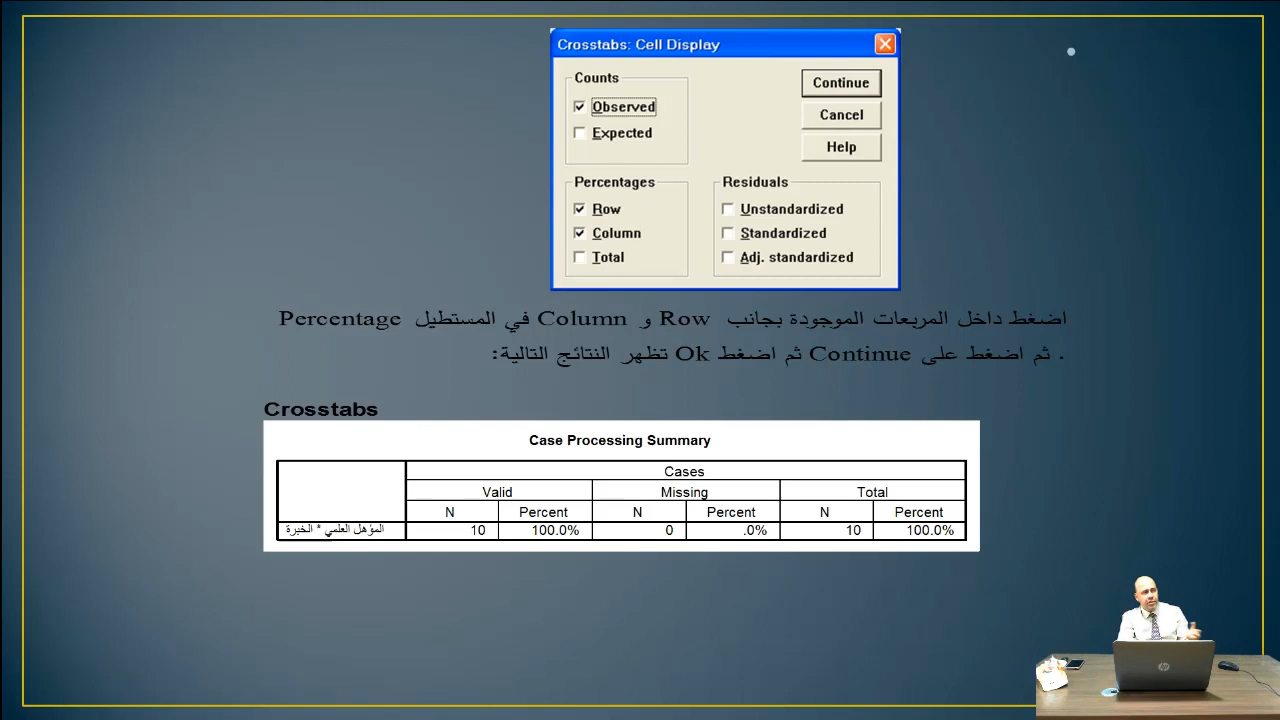 Crosstabs: Cell Display
Counts
Observed
Expected
Continue
Cancel
Help
Percentages
Row
Column
Total
Residuals
Unstandardized
Standardized
Adj. standardized
اضغط داخل المربعات الموجودة بجانب Row و Column في المستطيل Percentage
. ثم اضغط على Continue ثم اضغط Ok تظهر النتائج التالية:
Crosstabs
Case Processing Summary
Cases
Valid Missing Total
N Percent N Percent N Percent
المؤهل العلمي * الخبرة 10 100.0% 0 .0% 10 100.0%
hp